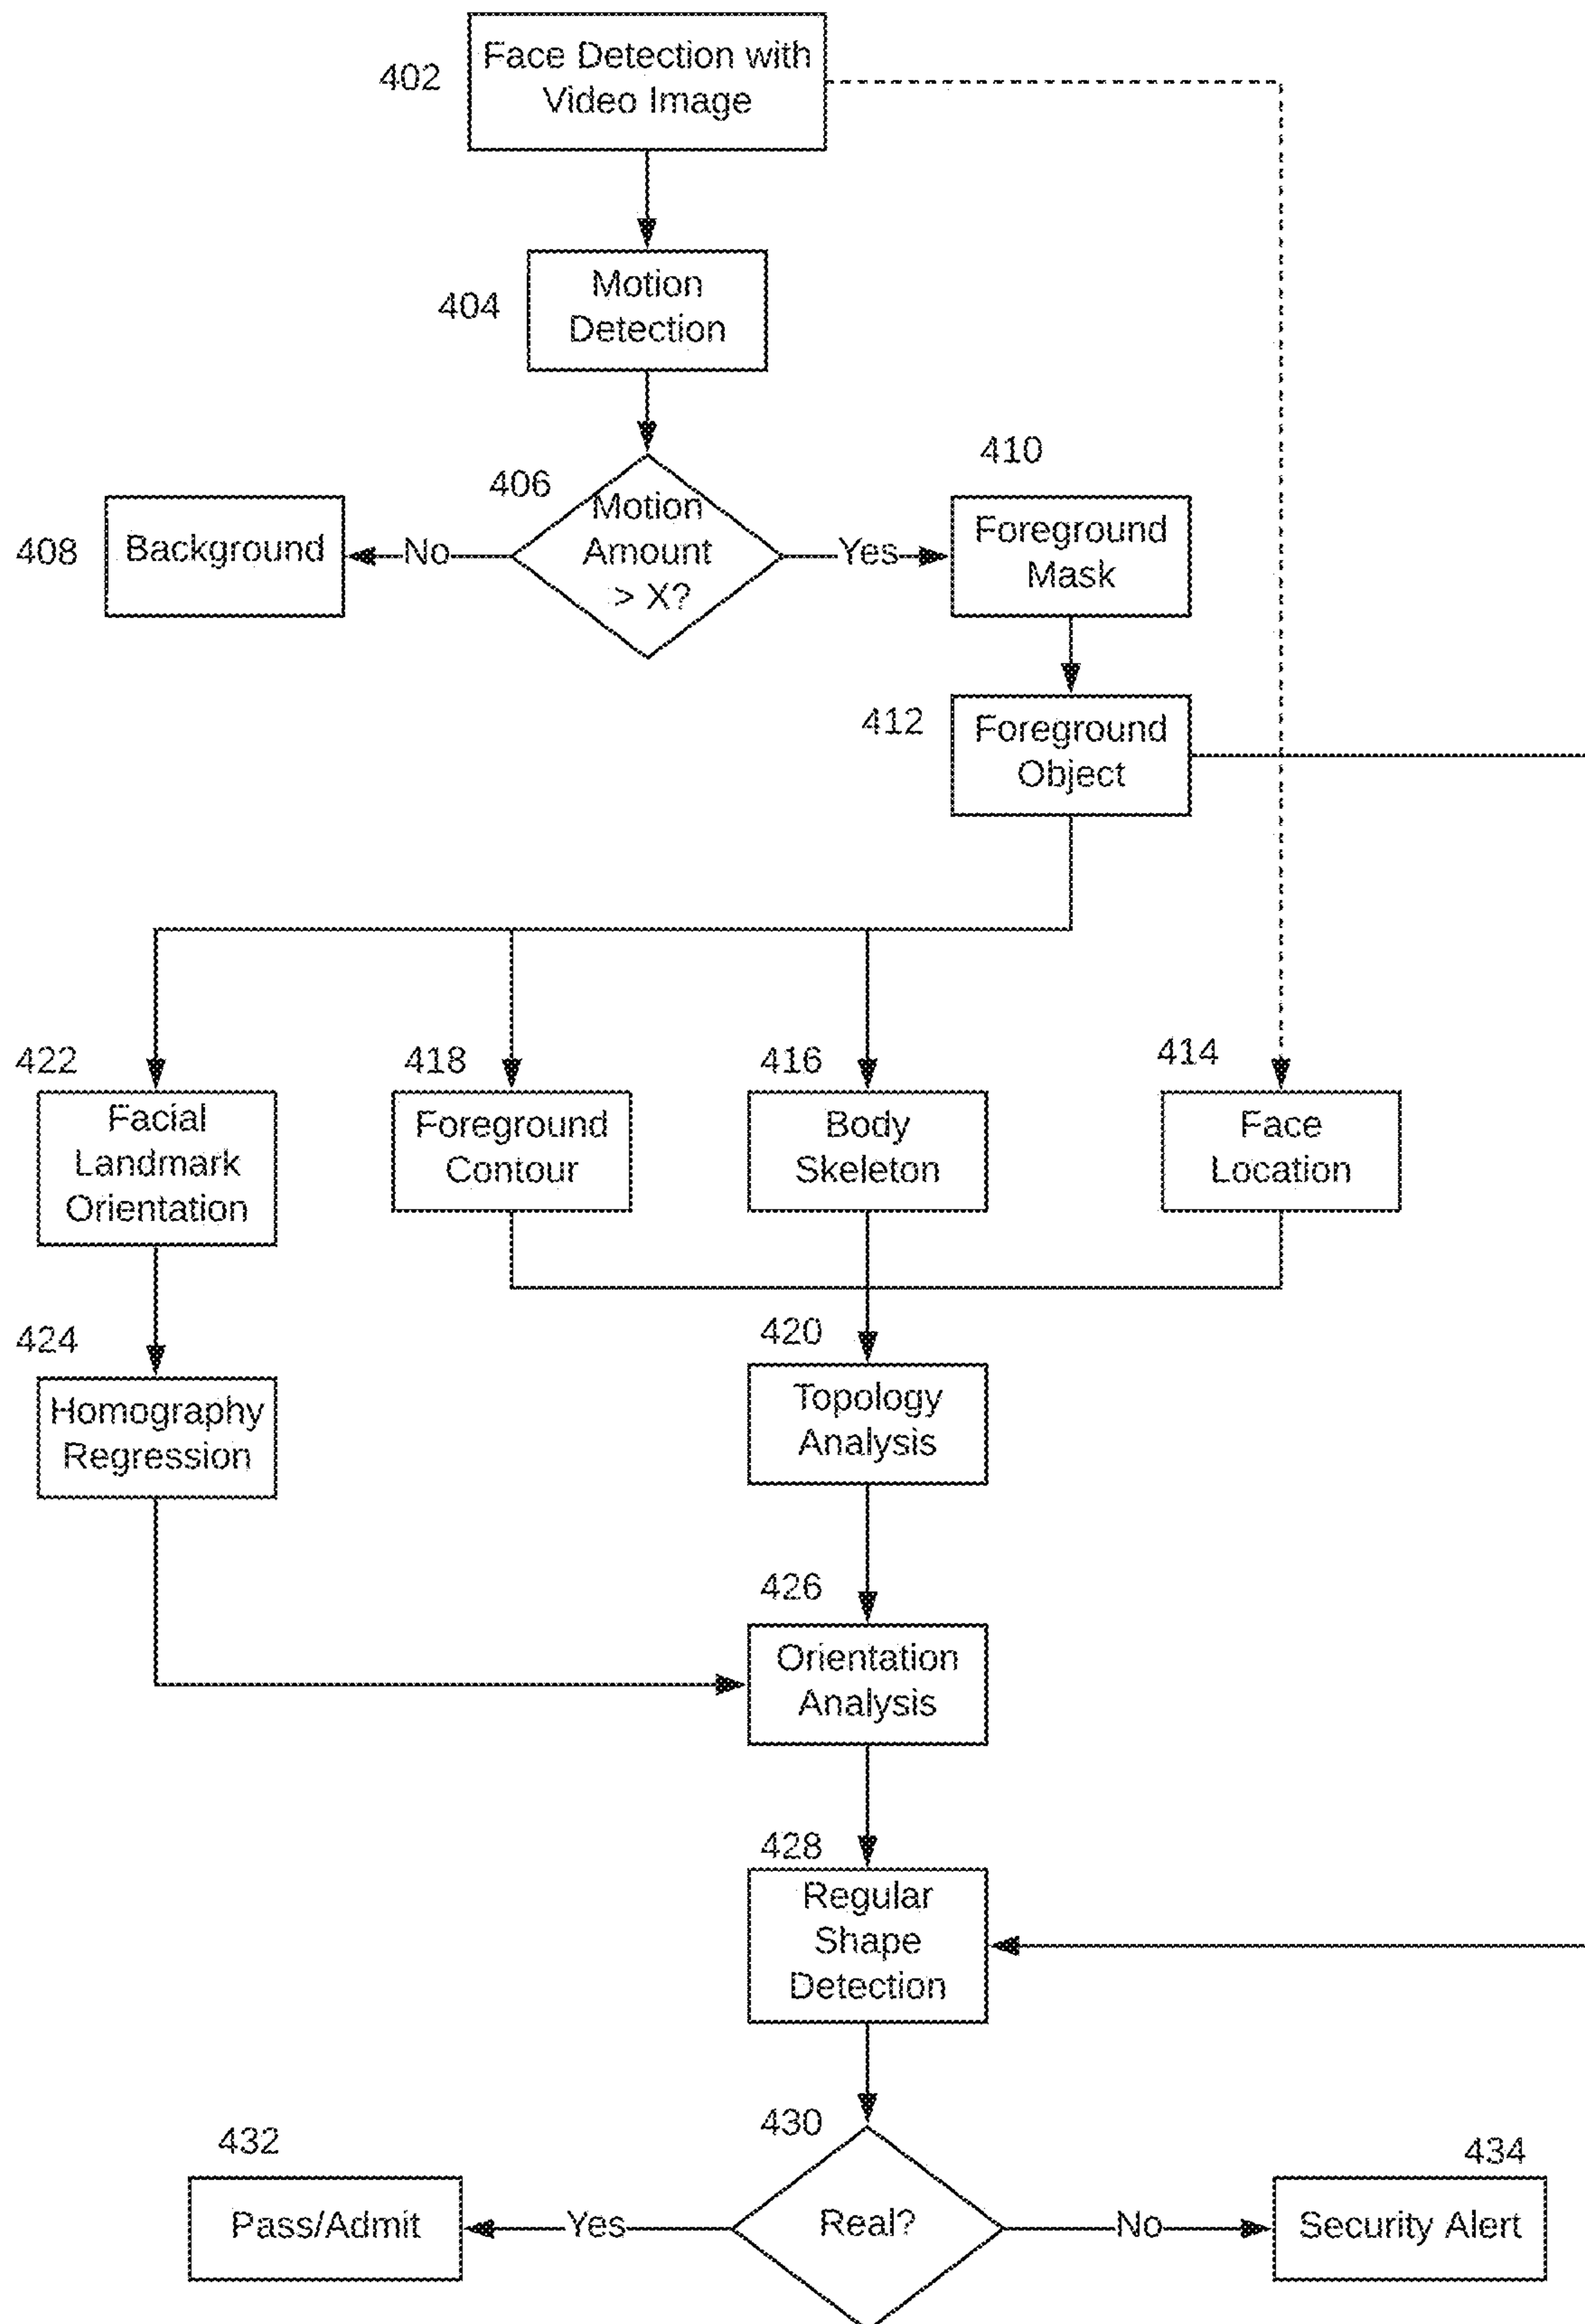 402
Face Detection with
Video Image
404
Motion
Detection
406
Motion
Amount
> X?
No
408
Background
Yes
410
Foreground
Mask
412
Foreground
Object
422
Facial
Landmark
Orientation
418
Foreground
Contour
416
Body
Skeleton
414
Face
Location
424
Homography
Regression
420
Topology
Analysis
426
Orientation
Analysis
428
Regular
Shape
Detection
430
Real?
Yes
432
Pass/Admit
No
434
Security Alert